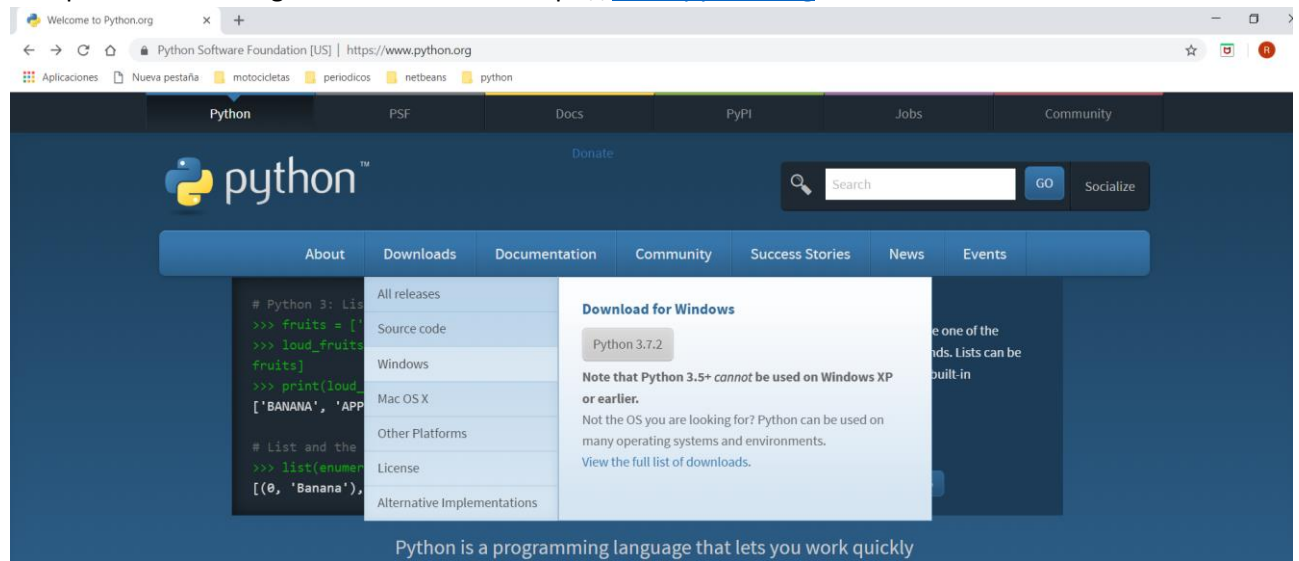 Welcome to Python.org
Python Software Foundation [US] | https://www.python.org
Aplicaciones Nueva pestaña motocicletas periodicos netbeans python
Python PSF Docs PyPI Jobs Community
Donate
python™
Search GO Socialize
About Downloads Documentation Community Success Stories News Events
# Python 3: Lis
>>> fruits = ['
>>> loud_fruits
fruits]
>>> print(loud_
['BANANA', 'APP
# List and the
>>> list(enumer
[(0, 'Banana'),
All releases
Source code
Windows
Mac OS X
Other Platforms
License
Alternative Implementations
Download for Windows
Python 3.7.2
Note that Python 3.5+ cannot be used on Windows XP
or earlier.
Not the OS you are looking for? Python can be used on
many operating systems and environments.
View the full list of downloads.
e one of the
nds. Lists can be
built-in
Python is a programming language that lets you work quickly